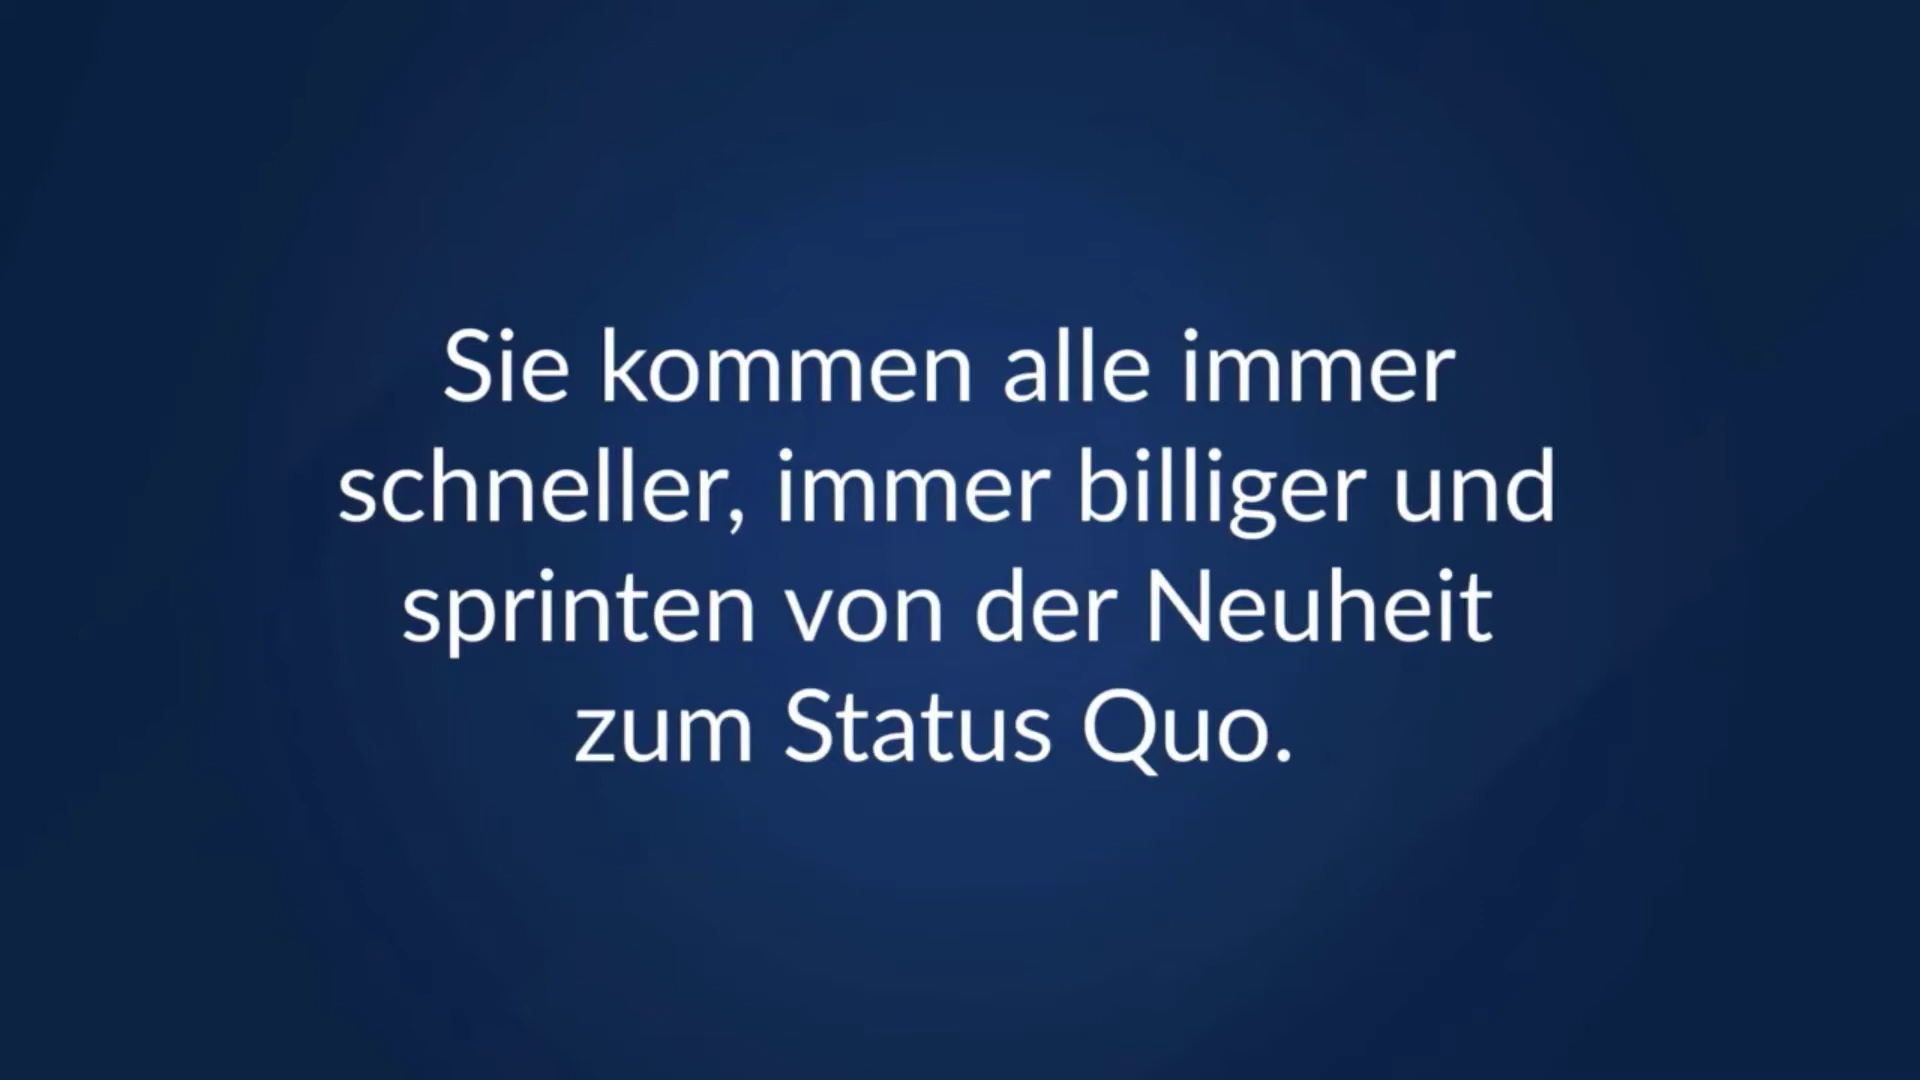 Sie kommen alle immer
schneller, immer billiger und
sprinten von der Neuheit
zum Status Quo.